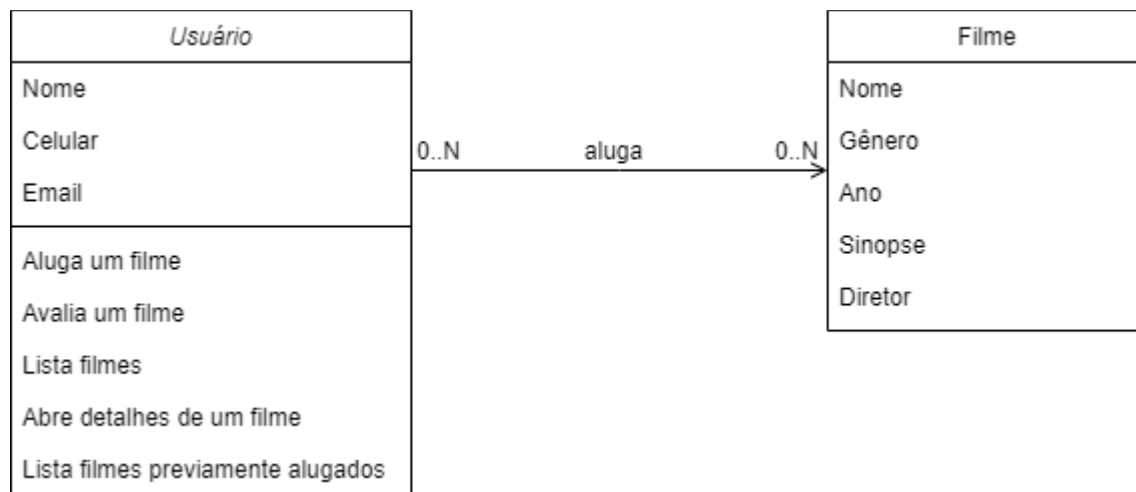 Usuário
Nome
Celular
Email
Aluga um filme
Avalia um filme
Lista filmes
Abre detalhes de um filme
Lista filmes previamente alugados
0..N
aluga
0..N
Filme
Nome
Gênero
Ano
Sinopse
Diretor